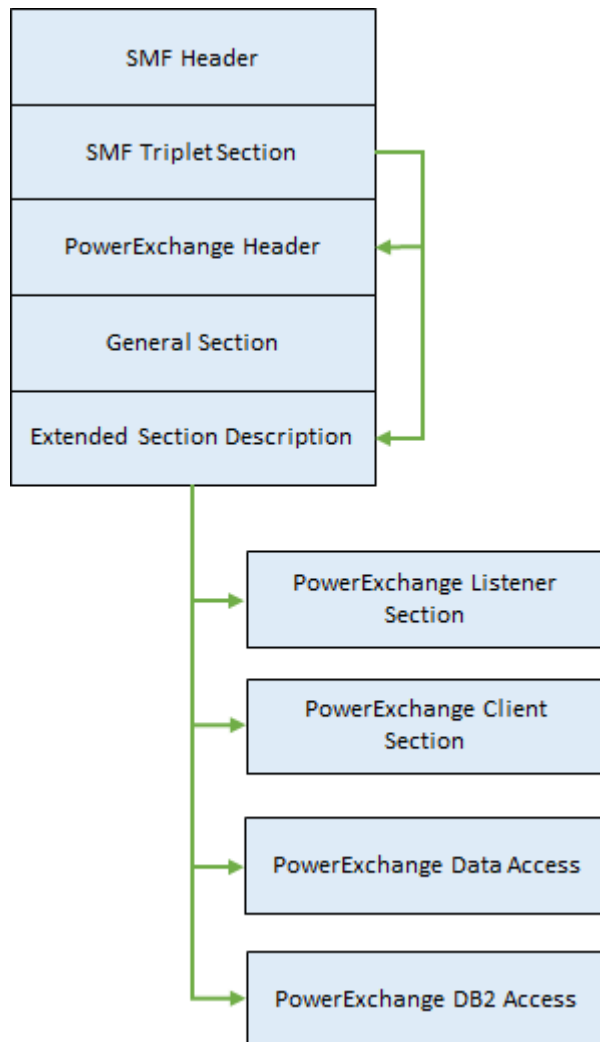 SMF Header
SMF Triplet Section
PowerExchange Header
General Section
Extended Section Description
PowerExchange Listener
Section
PowerExchange Client
Section
PowerExchange Data Access
PowerExchange DB2 Access